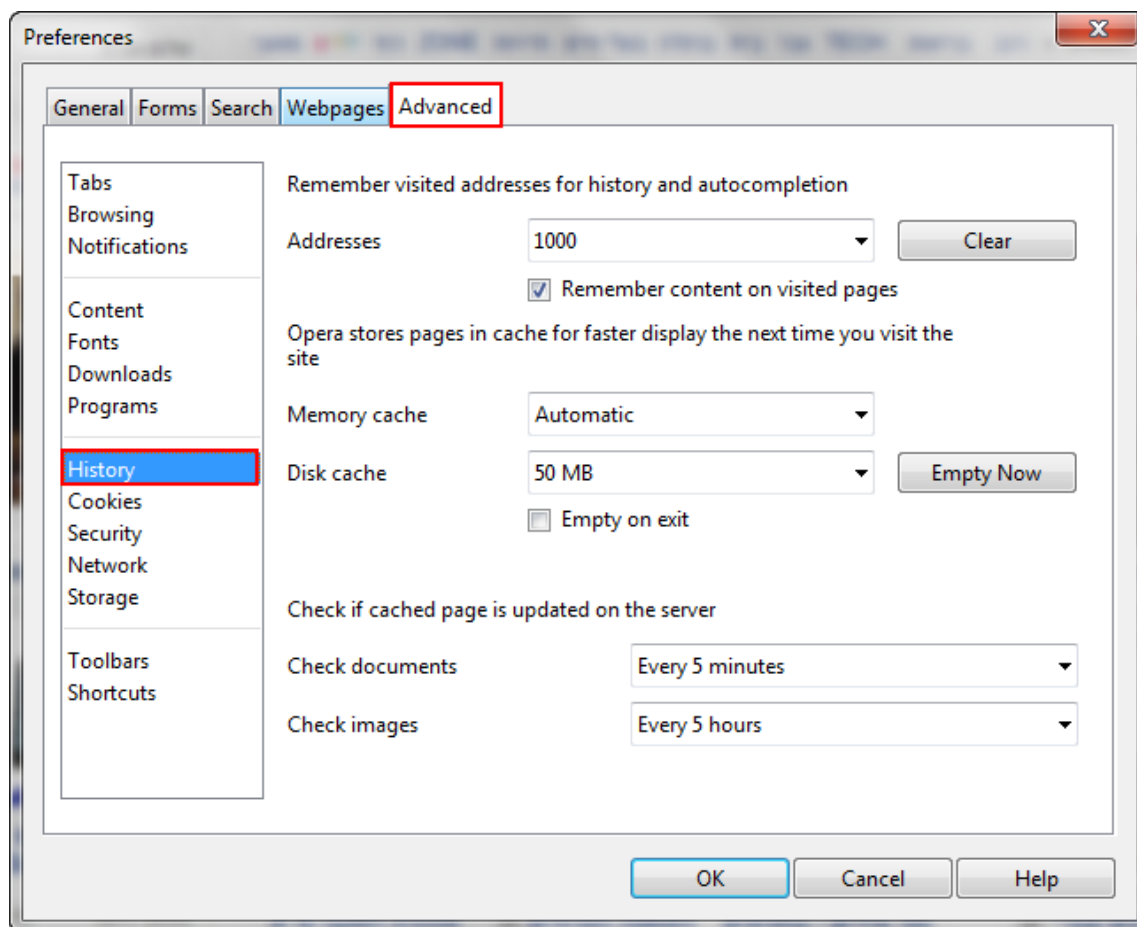 Preferences
General Forms Search Webpages Advanced
Tabs
Browsing
Notifications
Content
Fonts
Downloads
Programs
History
Cookies
Security
Network
Storage
Toolbars
Shortcuts
Remember visited addresses for history and autocompletion
Addresses 1000 Clear
Remember content on visited pages
Opera stores pages in cache for faster display the next time you visit the
site
Memory cache Automatic
Disk cache 50 MB Empty Now
Empty on exit
Check if cached page is updated on the server
Check documents Every 5 minutes
Check images Every 5 hours
OK Cancel Help